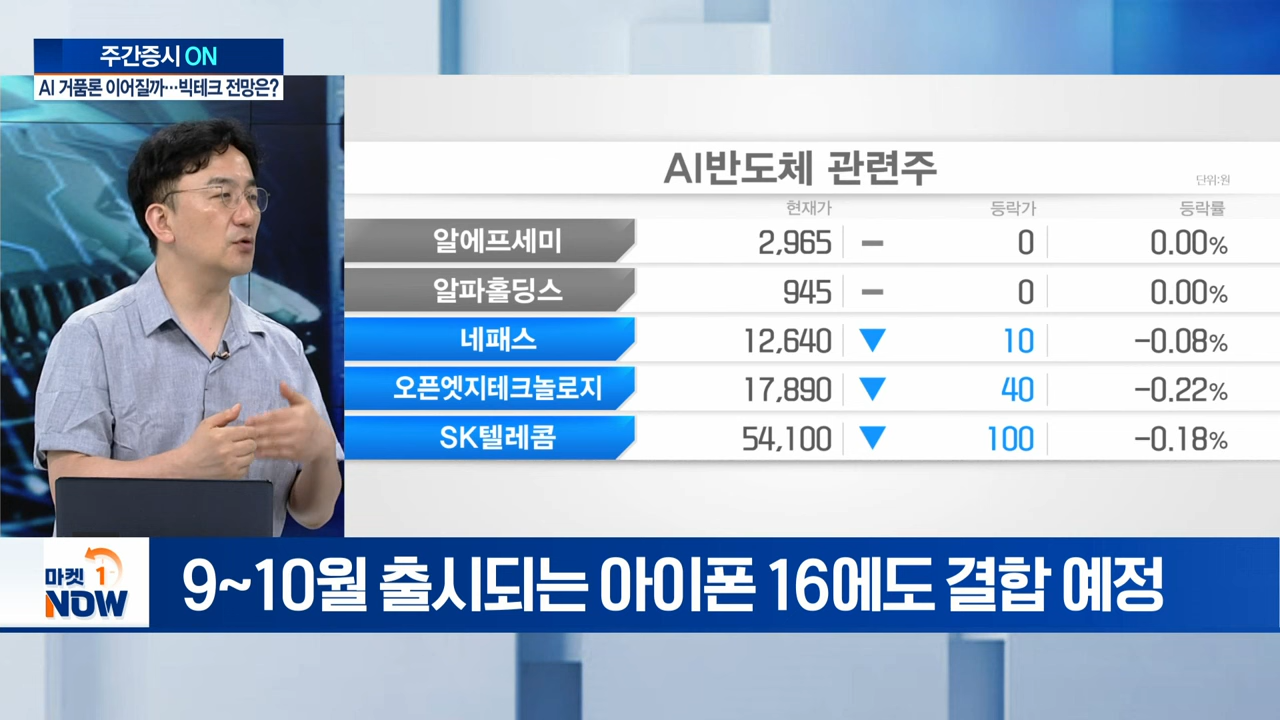 주간증시 ON
AI 거품론 이어질까…빅테크 전망은?
AI반도체 관련주
단위:원
현재가 등락가 등락률
알에프세미 2,965 - 0 0.00%
알파홀딩스 945 - 0 0.00%
네패스 12,640 ▼ 10 -0.08%
오픈엣지테크놀로지 17,890 ▼ 40 -0.22%
SK텔레콤 54,100 ▼ 100 -0.18%
마켓 1
NOW
9~10월 출시되는 아이폰 16에도 결합 예정